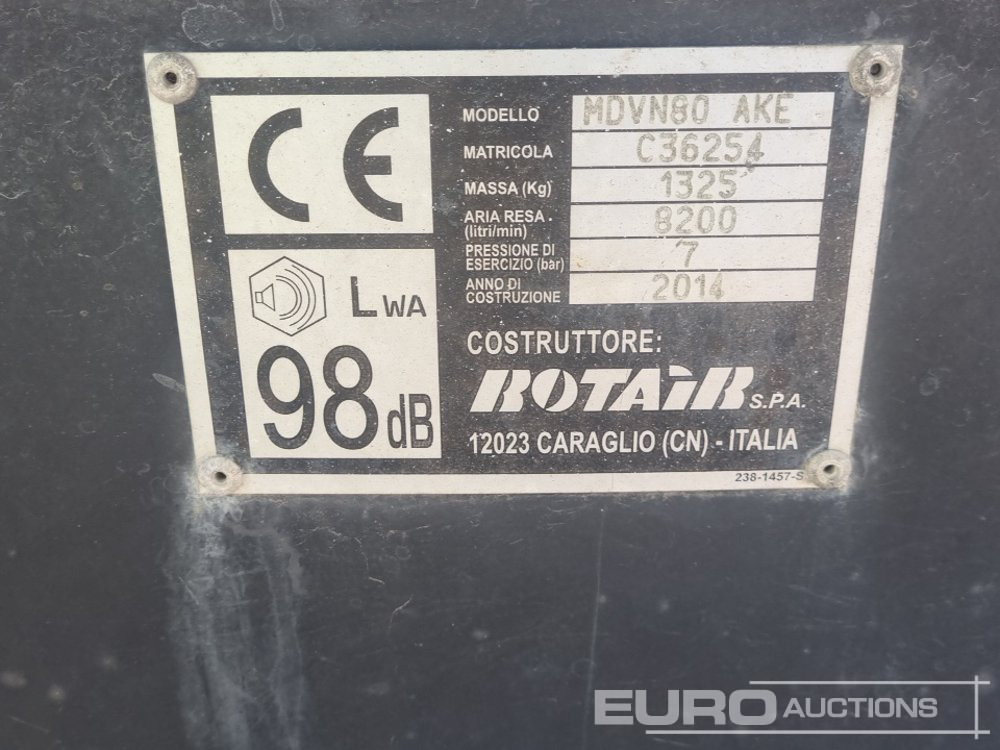 CE
LWA
98dB
MODELLO MDVN80 AKE
MATRICOLA C36254
MASSA (Kg) 1325
ARIA RESA
(litri/min) 8200
PRESSIONE DI
ESERCIZIO (bar) 7
ANNO DI
COSTRUZIONE 2014
COSTRUTTORE:
ROTAIR S.P.A.
12023 CARAGLIO (CN) - ITALIA
238-1457-S
EURO AUCTIONS